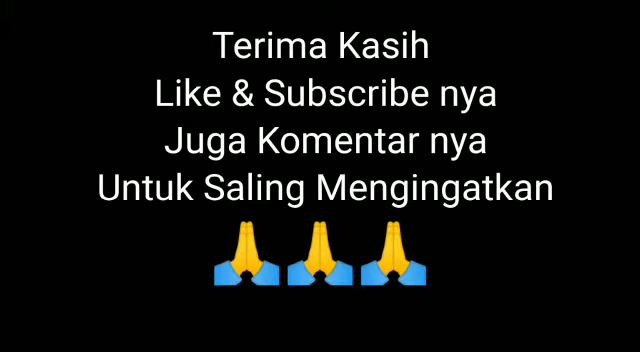 Terima Kasih
Like & Subscribe nya
Juga Komentar nya
Untuk Saling Mengingatkan
🙏🙏🙏